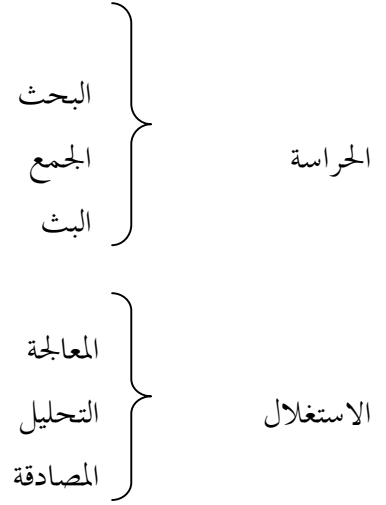 البحث
الحراسة
الجمع
البث
المعالجة
الاستغلال
التحليل
المصادقة